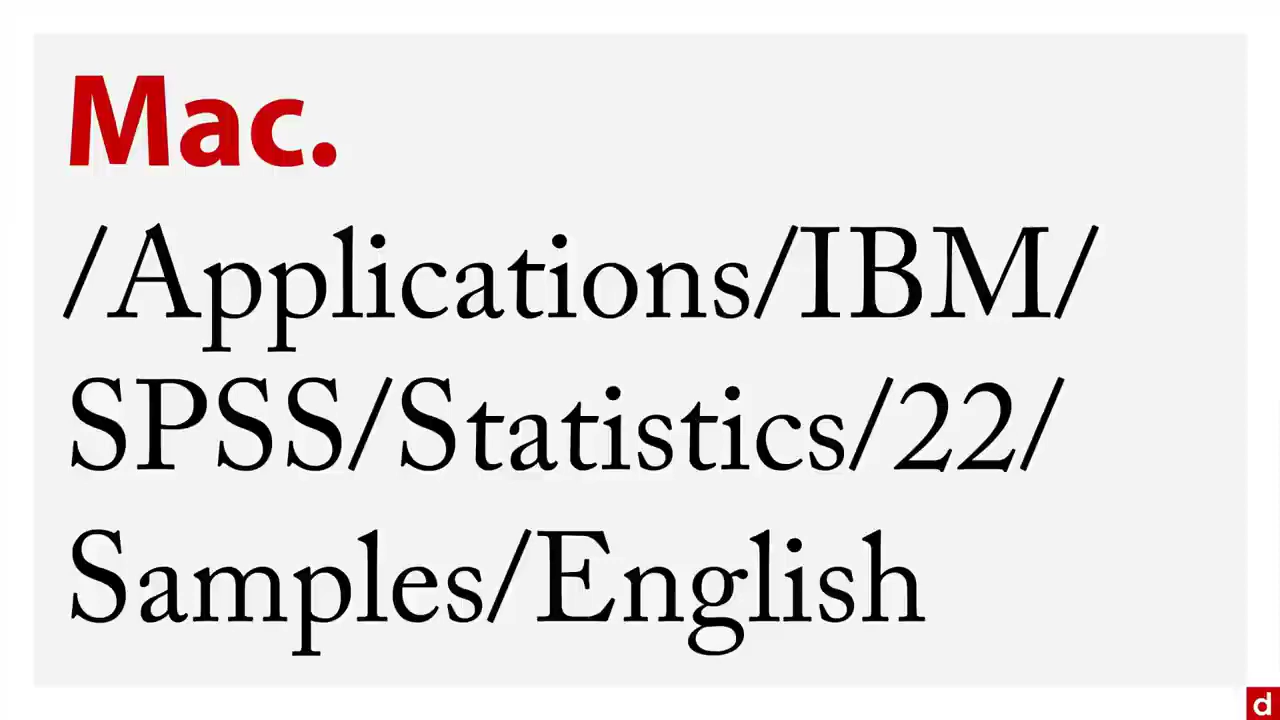 Mac.
/Applications/IBM/
SPSS/Statistics/22/
Samples/English
d